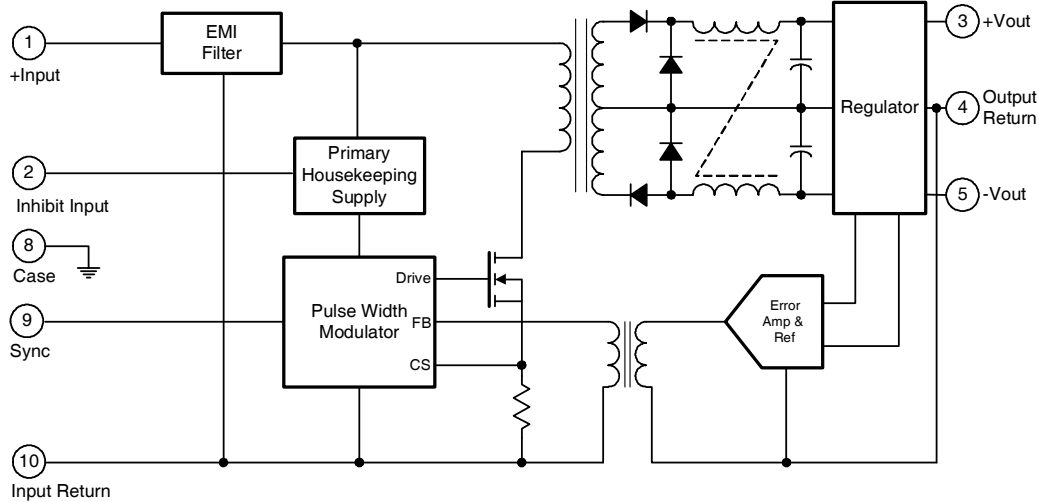 1
+Input
EMI
Filter
3
+Vout
Regulator
4
Output
Return
5
-Vout
2
Inhibit Input
Primary
Housekeeping
Supply
8
Case
9
Sync
Pulse Width
Modulator
Drive
FB
CS
Error
Amp &
Ref
10
Input Return